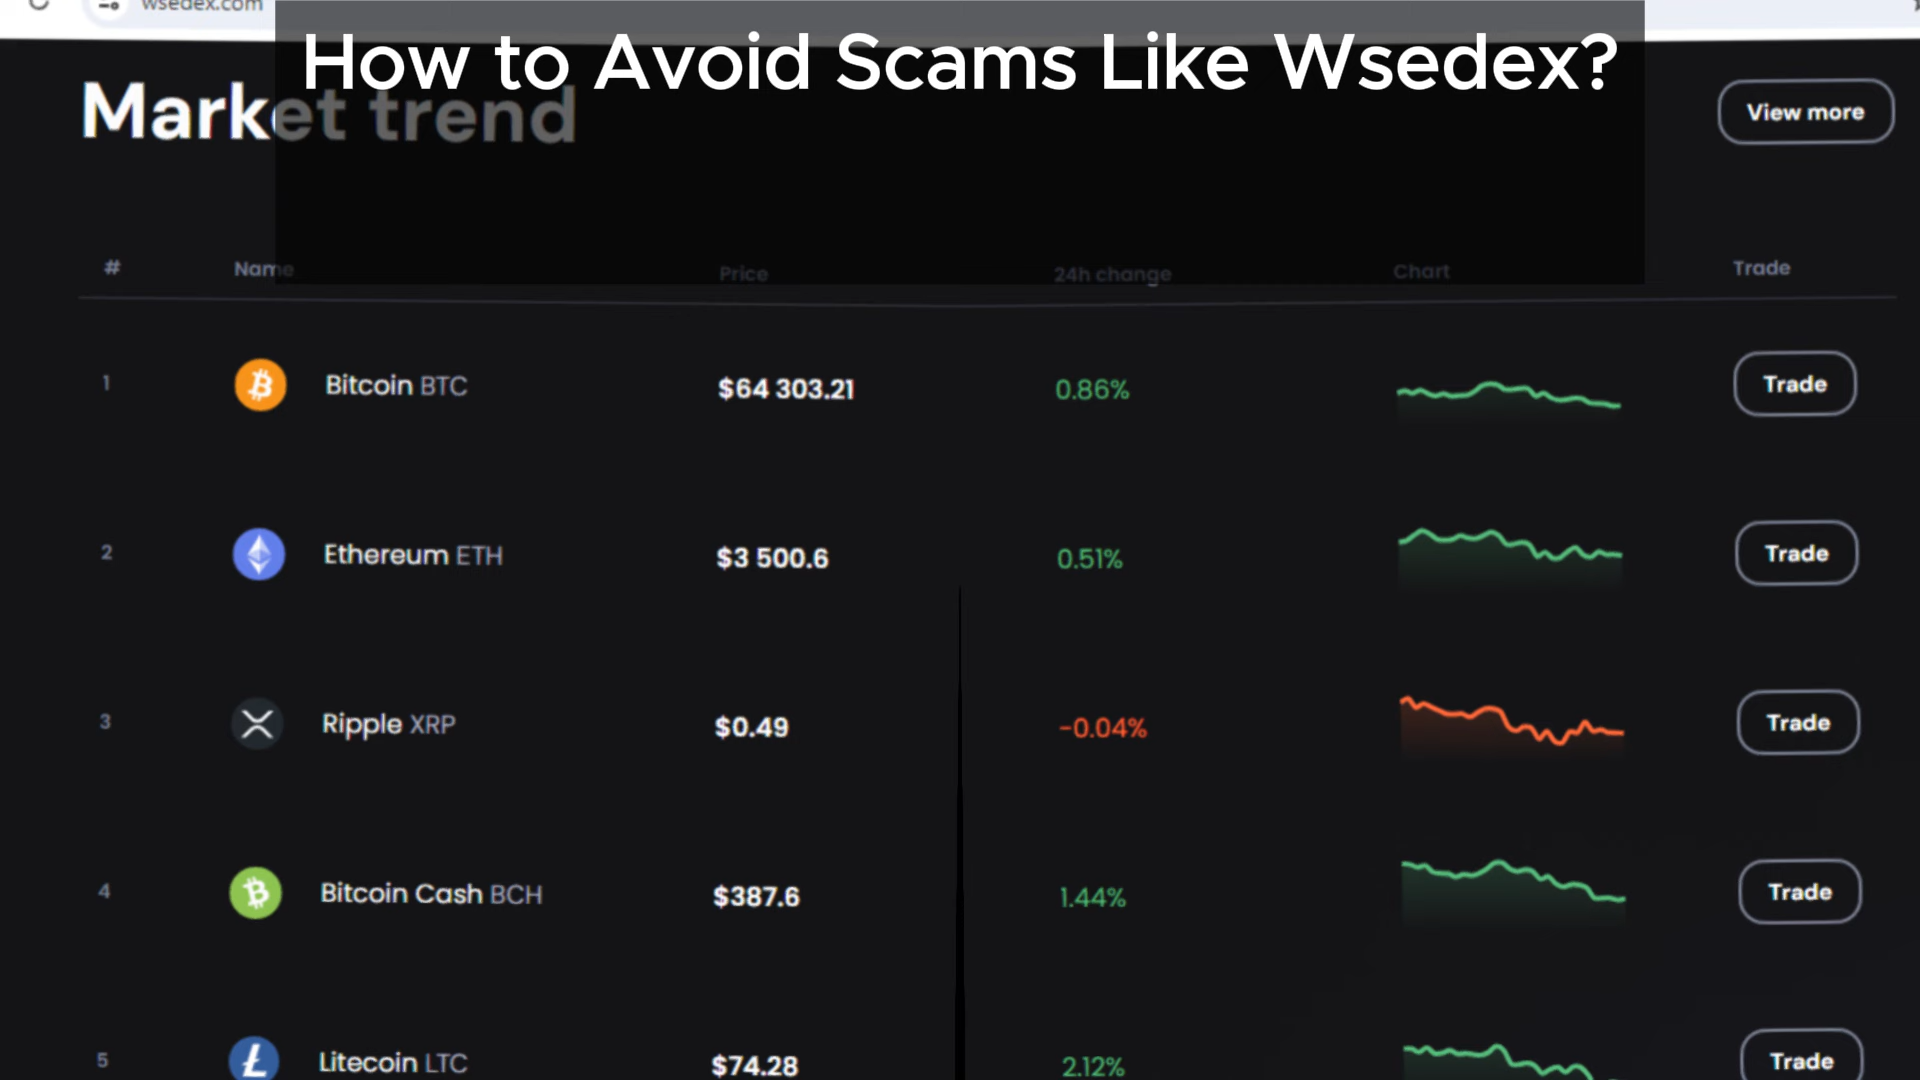 wsedex.com
How to Avoid Scams Like Wsedex?
Market trend
View more
# Name Price 24h change Chart Trade
1 Bitcoin BTC $64 303.21 0.86% Trade
2 Ethereum ETH $3 500.6 0.51% Trade
3 Ripple XRP $0.49 -0.04% Trade
4 Bitcoin Cash BCH $387.6 1.44% Trade
5 Litecoin LTC $74.28 2.12% Trade